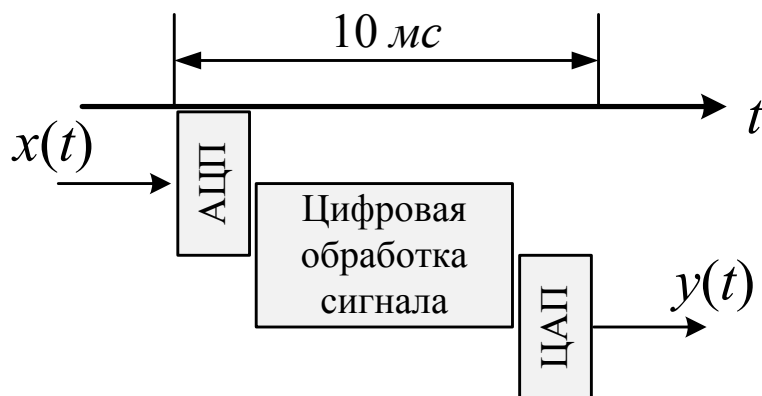 10 мс
t
x(t)
АЦП
Цифровая
обработка
сигнала
ЦАП
y(t)